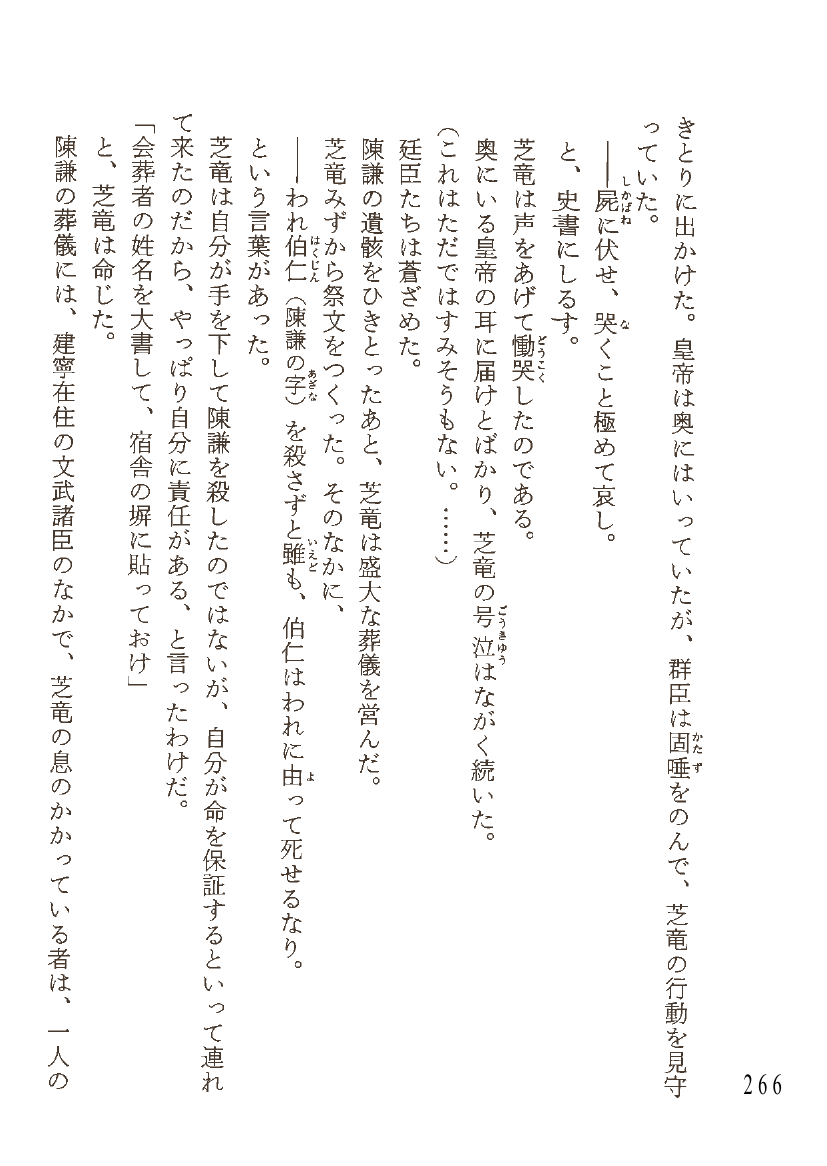 きとりに出かけた。皇帝は奥にはいっていたが、群臣は固唾をのんで、芝竜の行動を見守
っていた。
――屍に伏せ、哭くこと極めて哀し。
と、史書にしるす。
芝竜は声をあげて慟哭したのである。
奥にいる皇帝の耳に届けとばかり、芝竜の号泣はながく続いた。
(これはただではすみそうもない。……)
廷臣たちは蒼ざめた。
陳謙の遺骸をひきとったあと、芝竜は盛大な葬儀を営んだ。
芝竜みずから祭文をつくった。そのなかに、
――われ伯仁(陳謙の字)を殺さずと雖も、伯仁はわれに由って死せるなり。
という言葉があった。
芝竜は自分が手を下して陳謙を殺したのではないが、自分が命を保証するといって連れ
て来たのだから、やっぱり自分に責任がある、と言ったわけだ。
「会葬者の姓名を大書して、宿舎の塀に貼っておけ」
と、芝竜は命じた。
陳謙の葬儀には、建寧在住の文武諸臣のなかで、芝竜の息のかかっている者は、一人の
266